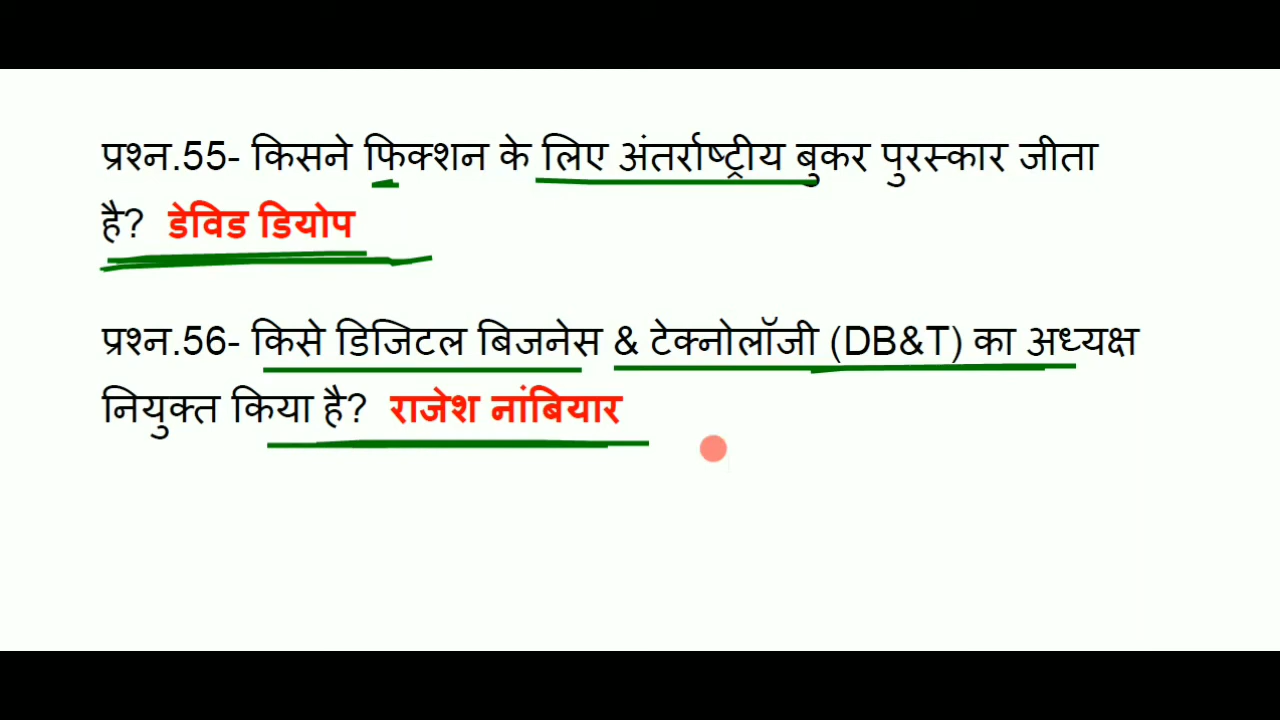 प्रश्न.55- किसने फिक्शन के लिए अंतर्राष्ट्रीय बुकर पुरस्कार जीता
है? डेविड डियोप
प्रश्न.56- किसे डिजिटल बिजनेस & टेक्नोलॉजी (DB&T) का अध्यक्ष
नियुक्त किया है? राजेश नांबियार